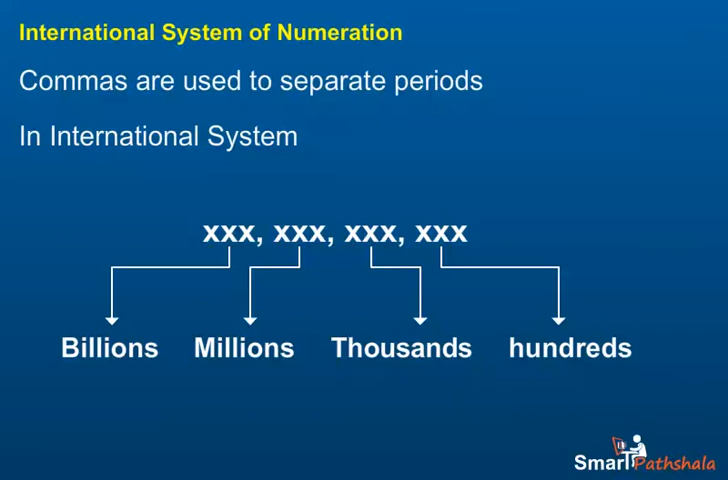 International System of Numeration
Commas are used to separate periods
In International System
xxx, xxx, xxx, xxx
Billions Millions Thousands hundreds
SmarTPathshala